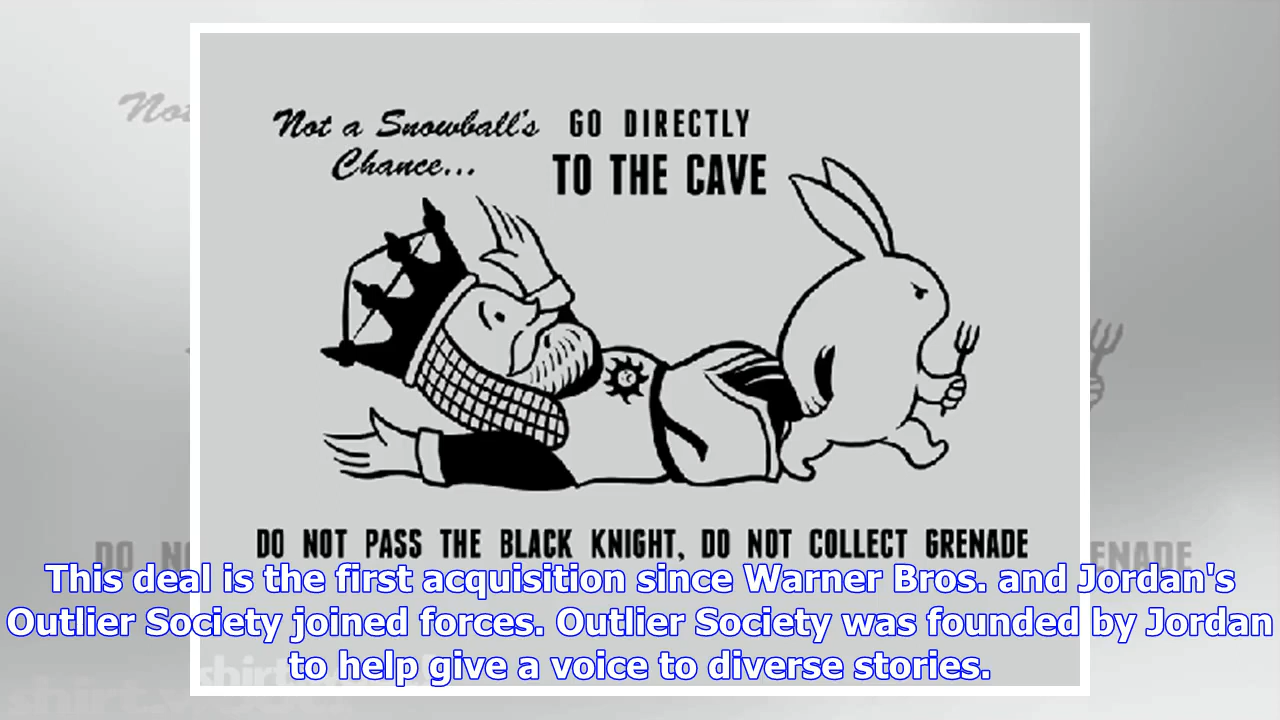 Not a Snowball's
Chance...
GO DIRECTLY
TO THE CAVE
DO NOT PASS THE BLACK KNIGHT, DO NOT COLLECT GRENADE
This deal is the first acquisition since Warner Bros. and Jordan's
Outlier Society joined forces. Outlier Society was founded by Jordan
to help give a voice to diverse stories.